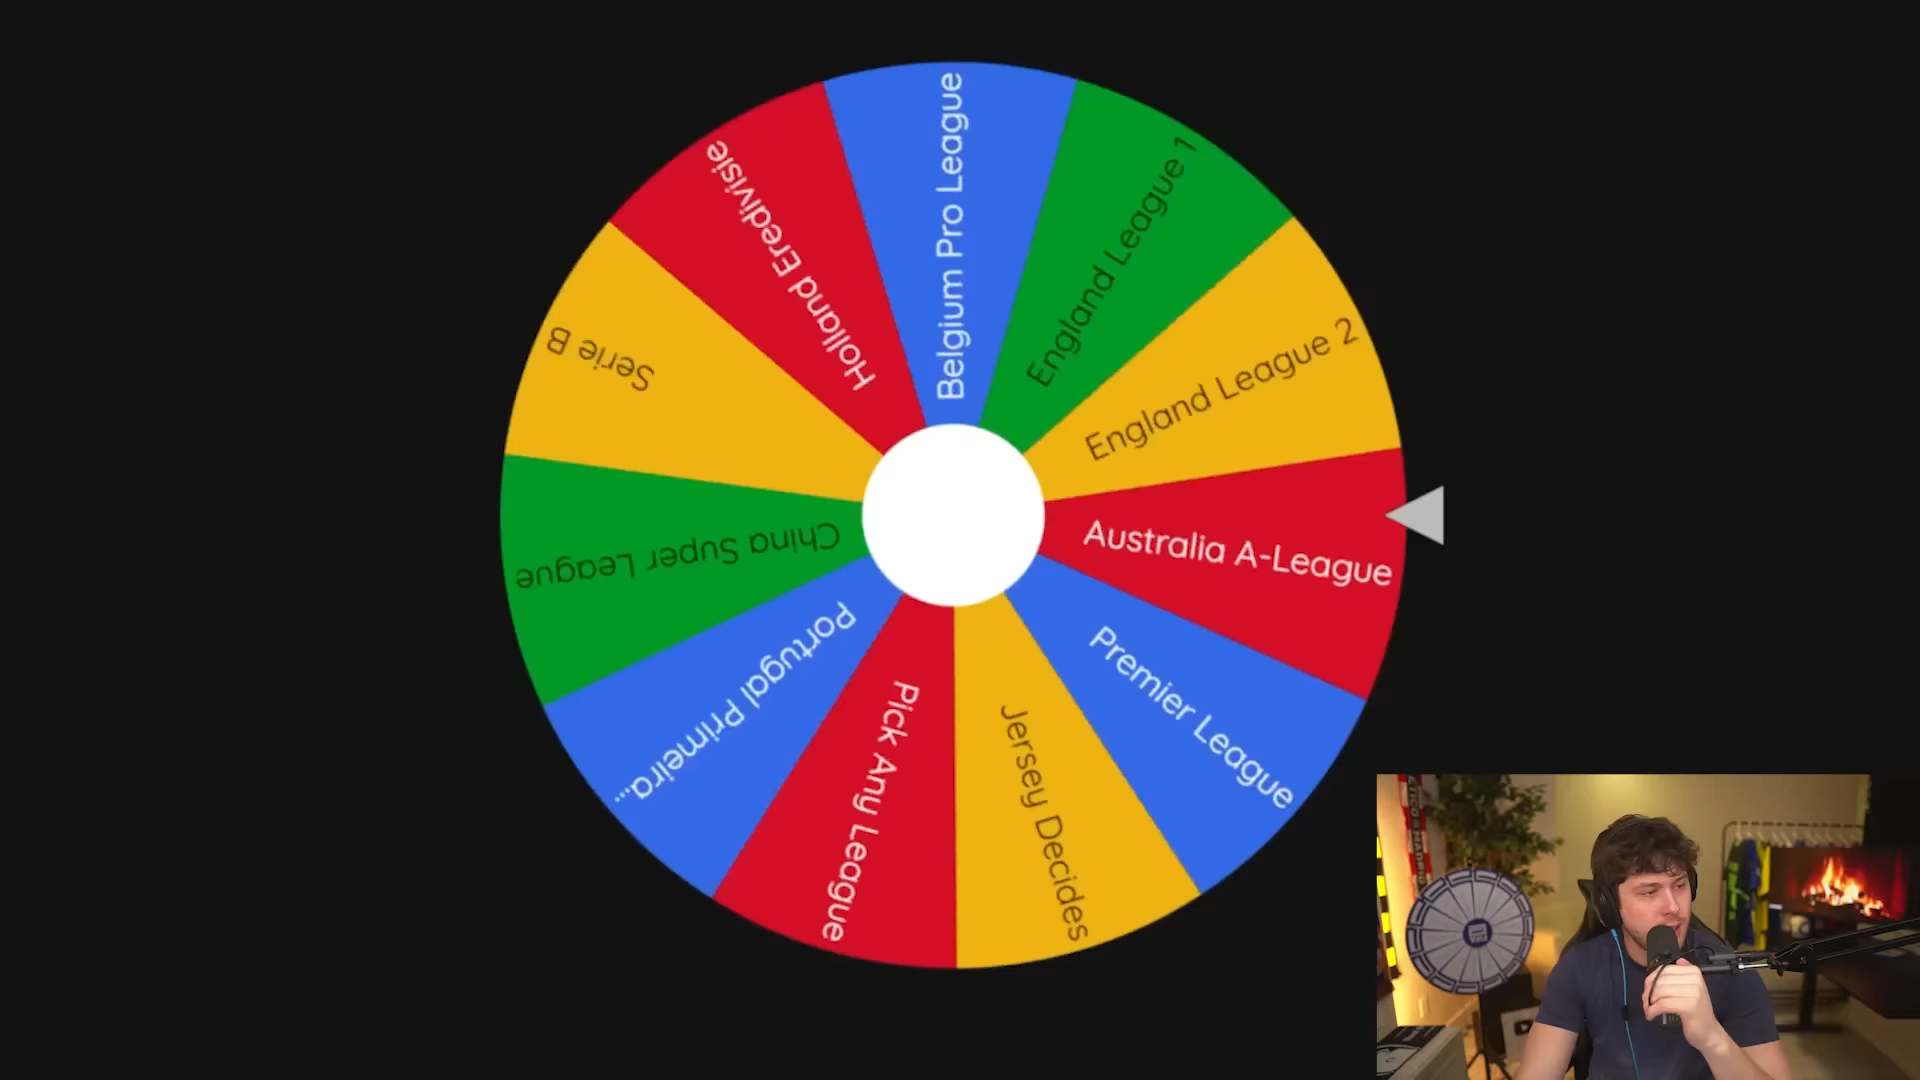 Belgium Pro League
England League 1
England League 2
Australia A-League
Premier League
Jersey Decides
Pick Any League
Portugal Primeira...
China Super League
Serie B
Holland Eredivisie